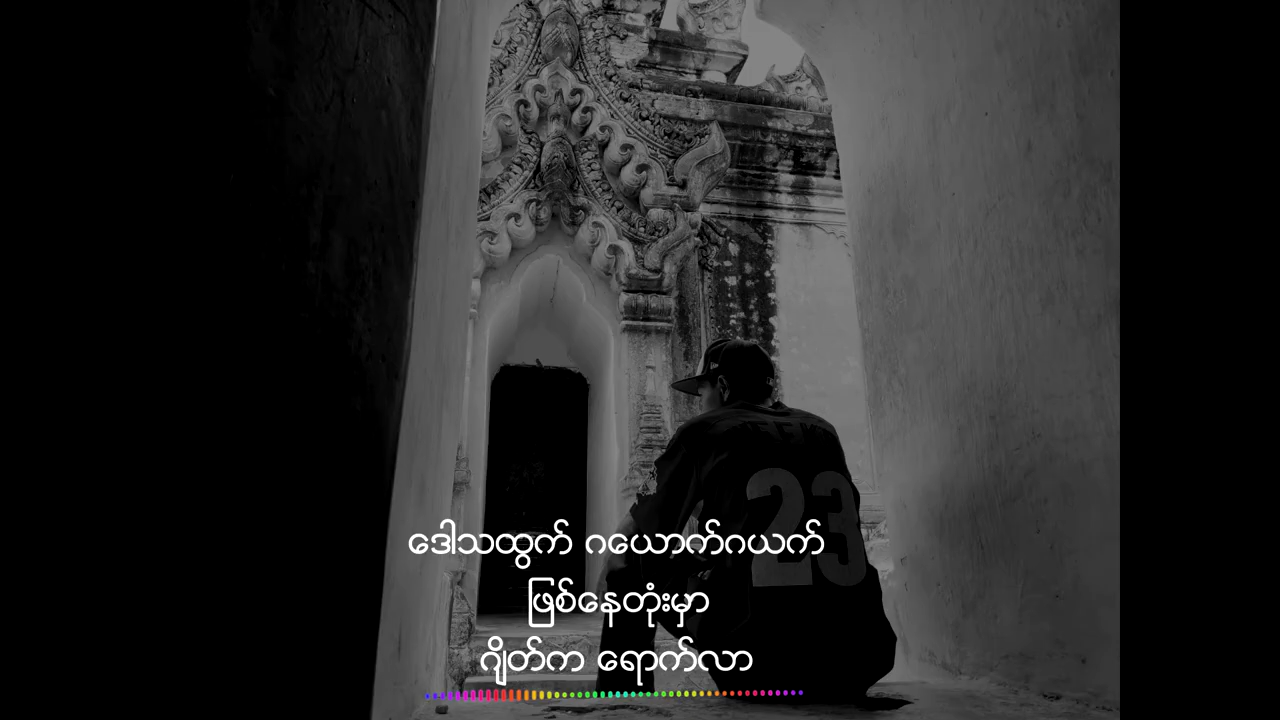 ဒေါသထွက် ဂယောက်ဂယက်
ဖြစ်နေတုံးမှာ
ဂျိတ်က ရောက်လာ
23